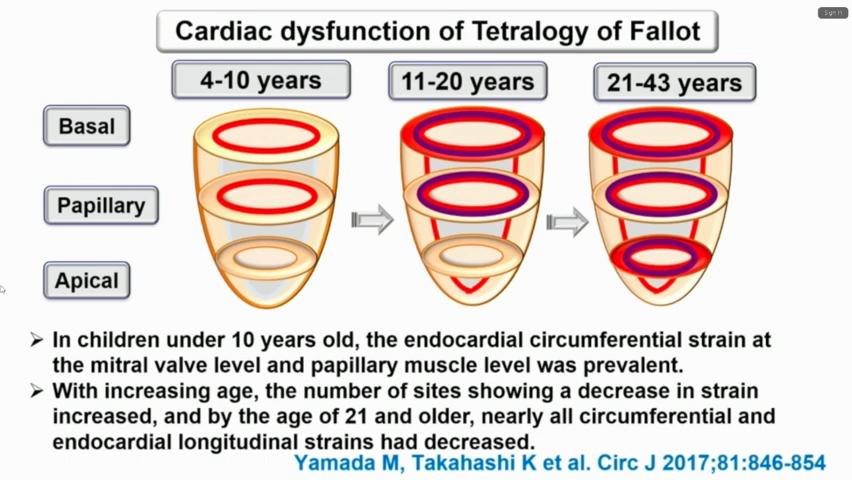 Sign In
Cardiac dysfunction of Tetralogy of Fallot
4-10 years
11-20 years
21-43 years
Basal
Papillary
Apical
➢ In children under 10 years old, the endocardial circumferential strain at
the mitral valve level and papillary muscle level was prevalent.
➢ With increasing age, the number of sites showing a decrease in strain
increased, and by the age of 21 and older, nearly all circumferential and
endocardial longitudinal strains had decreased.
Yamada M, Takahashi K et al. Circ J 2017;81:846-854